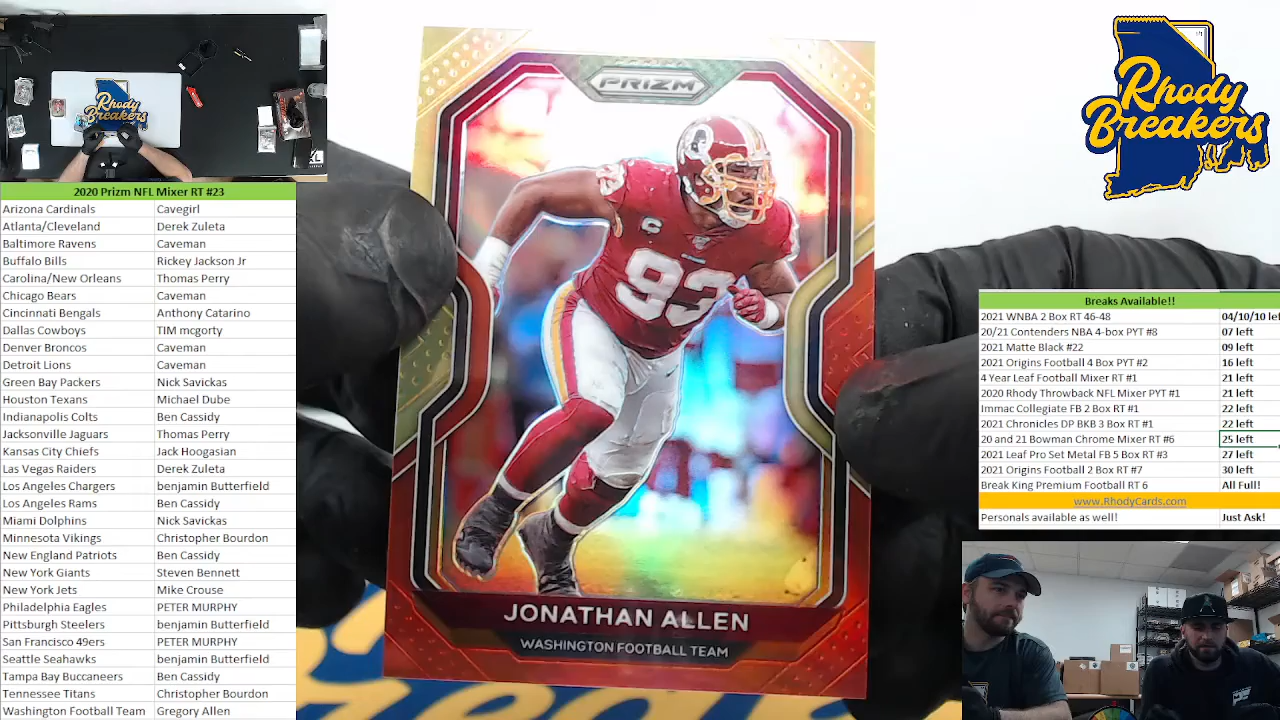 Rhody
Breakers
2020 Prizm NFL Mixer RT #23
Arizona Cardinals Cavegirl
Atlanta/Cleveland Derek Zuleta
Baltimore Ravens Caveman
Buffalo Bills Rickey Jackson Jr
Carolina/New Orleans Thomas Perry
Chicago Bears Caveman
Cincinnati Bengals Anthony Catarino
Dallas Cowboys TIM mcgorty
Denver Broncos Caveman
Detroit Lions Caveman
Green Bay Packers Nick Savickas
Houston Texans Michael Dube
Indianapolis Colts Ben Cassidy
Jacksonville Jaguars Thomas Perry
Kansas City Chiefs Jack Hoogasian
Las Vegas Raiders Derek Zuleta
Los Angeles Chargers benjamin Butterfield
Los Angeles Rams Ben Cassidy
Miami Dolphins Nick Savickas
Minnesota Vikings Christopher Bourdon
New England Patriots Ben Cassidy
New York Giants Steven Bennett
New York Jets Mike Crouse
Philadelphia Eagles PETER MURPHY
Pittsburgh Steelers benjamin Butterfield
San Francisco 49ers PETER MURPHY
Seattle Seahawks benjamin Butterfield
Tampa Bay Buccaneers Ben Cassidy
Tennessee Titans Christopher Bourdon
Washington Football Team Gregory Allen
PRIZM
C
93
JONATHAN ALLEN
WASHINGTON FOOTBALL TEAM
Rhody
Breakers
Breaks Available!!
2021 WNBA 2 Box RT 46-48 04/10/10 left
20/21 Contenders NBA 4-box PYT #8 07 left
2021 Matte Black #22 09 left
2021 Origins Football 4 Box PYT #2 16 left
4 Year Leaf Football Mixer RT #1 21 left
2020 Rhody Throwback NFL Mixer PYT #1 21 left
Immac Collegiate FB 2 Box RT #1 22 left
2021 Chronicles DP BKB 3 Box RT #1 22 left
20 and 21 Bowman Chrome Mixer RT #6 25 left
2021 Leaf Pro Set Metal FB 5 Box RT #3 27 left
2021 Origins Football 2 Box RT #7 30 left
Break King Premium Football RT 6 All Full!
www.RhodyCards.com
Personals available as well! Just Ask!